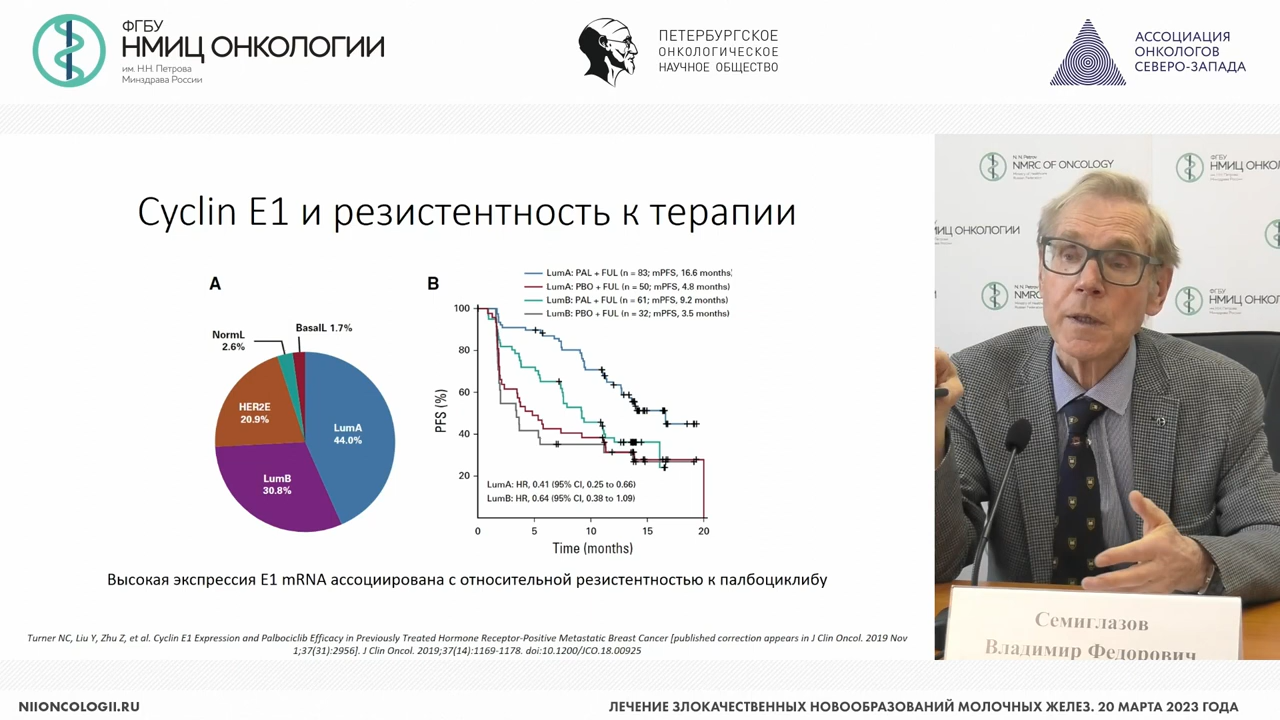 ФГБУ
НМИЦ ОНКОЛОГИИ
им. Н.Н. Петрова
Минздрава России
ПЕТЕРБУРГСКОЕ
ОНКОЛОГИЧЕСКОЕ
НАУЧНОЕ ОБЩЕСТВО
АССОЦИАЦИЯ
ОНКОЛОГОВ
СЕВЕРО-ЗАПАДА
Cyclin E1 и резистентность к терапии
A
BasalL 1.7%
NormL
2.6%
HER2E
20.9%
LumA
44.0%
LumB
30.8%
B
LumA: PAL + FUL (n = 83; mPFS, 16.6 months)
LumA: PBO + FUL (n = 50; mPFS, 4.8 months)
LumB: PAL + FUL (n = 61; mPFS, 9.2 months)
LumB: PBO + FUL (n = 32; mPFS, 3.5 months)
100
80
60
40
20
PFS (%)
LumA: HR, 0.41 (95% CI, 0.25 to 0.66)
LumB: HR, 0.64 (95% CI, 0.38 to 1.09)
0 5 10 15 20
Time (months)
Высокая экспрессия E1 mRNA ассоциирована с относительной резистентностью к палбоциклибу
Turner NC, Liu Y, Zhu Z, et al. Cyclin E1 Expression and Palbociclib Efficacy in Previously Treated Hormone Receptor-Positive Metastatic Breast Cancer [published correction appears in J Clin Oncol. 2019 Nov
1;37(31):2956]. J Clin Oncol. 2019;37(14):1169-1178. doi:10.1200/JCO.18.00925
N.N. Petrov
NMRC OF ONCOLOGY
ФГБУ
НМИЦ ОНКО
ОНКОЛОГИИ
NMR
НМИЦ ОНКО
Семиглазов
Владимир Федорович
NIIONCOLOGII.RU
ЛЕЧЕНИЕ ЗЛОКАЧЕСТВЕННЫХ НОВООБРАЗОВАНИЙ МОЛОЧНЫХ ЖЕЛЕЗ. 20 МАРТА 2023 ГОДА